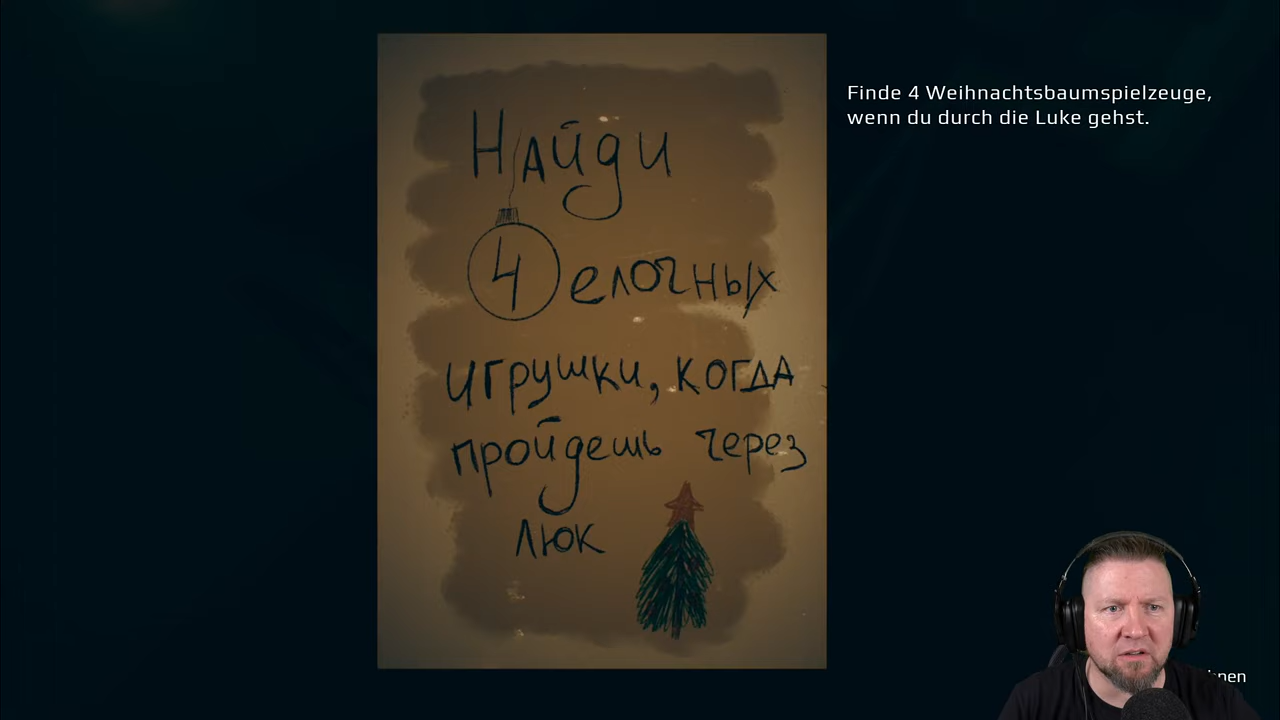 Найди
4 елочных
игрушки, когда
пройдешь через
люк
Finde 4 Weihnachtsbaumspielzeuge,
wenn du durch die Luke gehst.